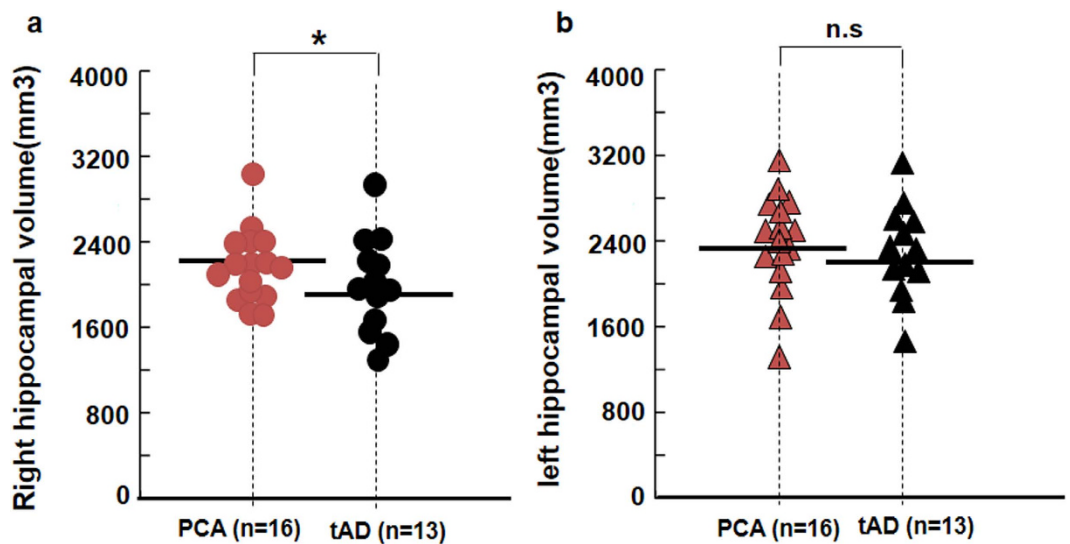 a
*
Right hippocampal volume(mm3)
4000
3200
2400
1600
800
0
PCA (n=16)
tAD (n=13)
b
n.s
left hippocampal volume(mm3)
4000
3200
2400
1600
800
0
PCA (n=16)
tAD (n=13)